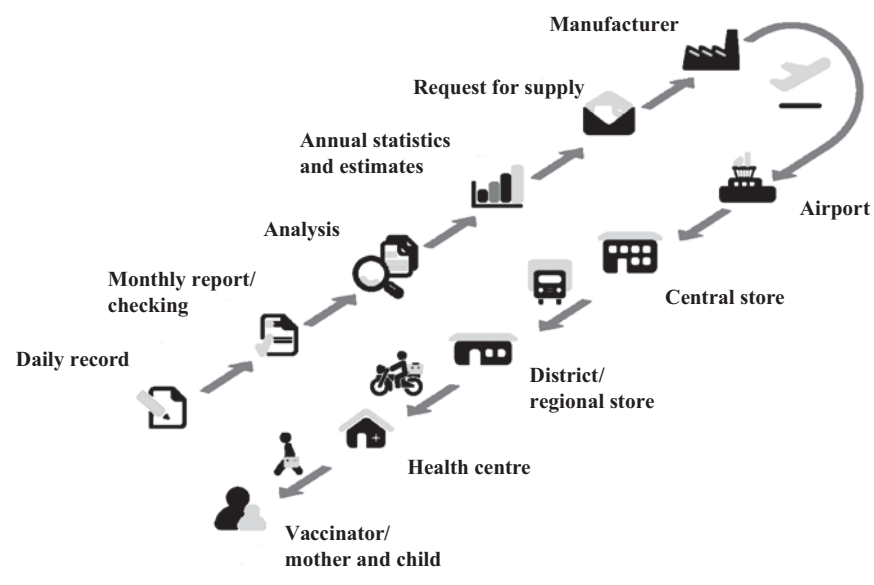 Manufacturer
Request for supply
Annual statistics
and estimates
Analysis
Monthly report/
checking
Daily record
Airport
Central store
District/
regional store
Health centre
Vaccinator/
mother and child